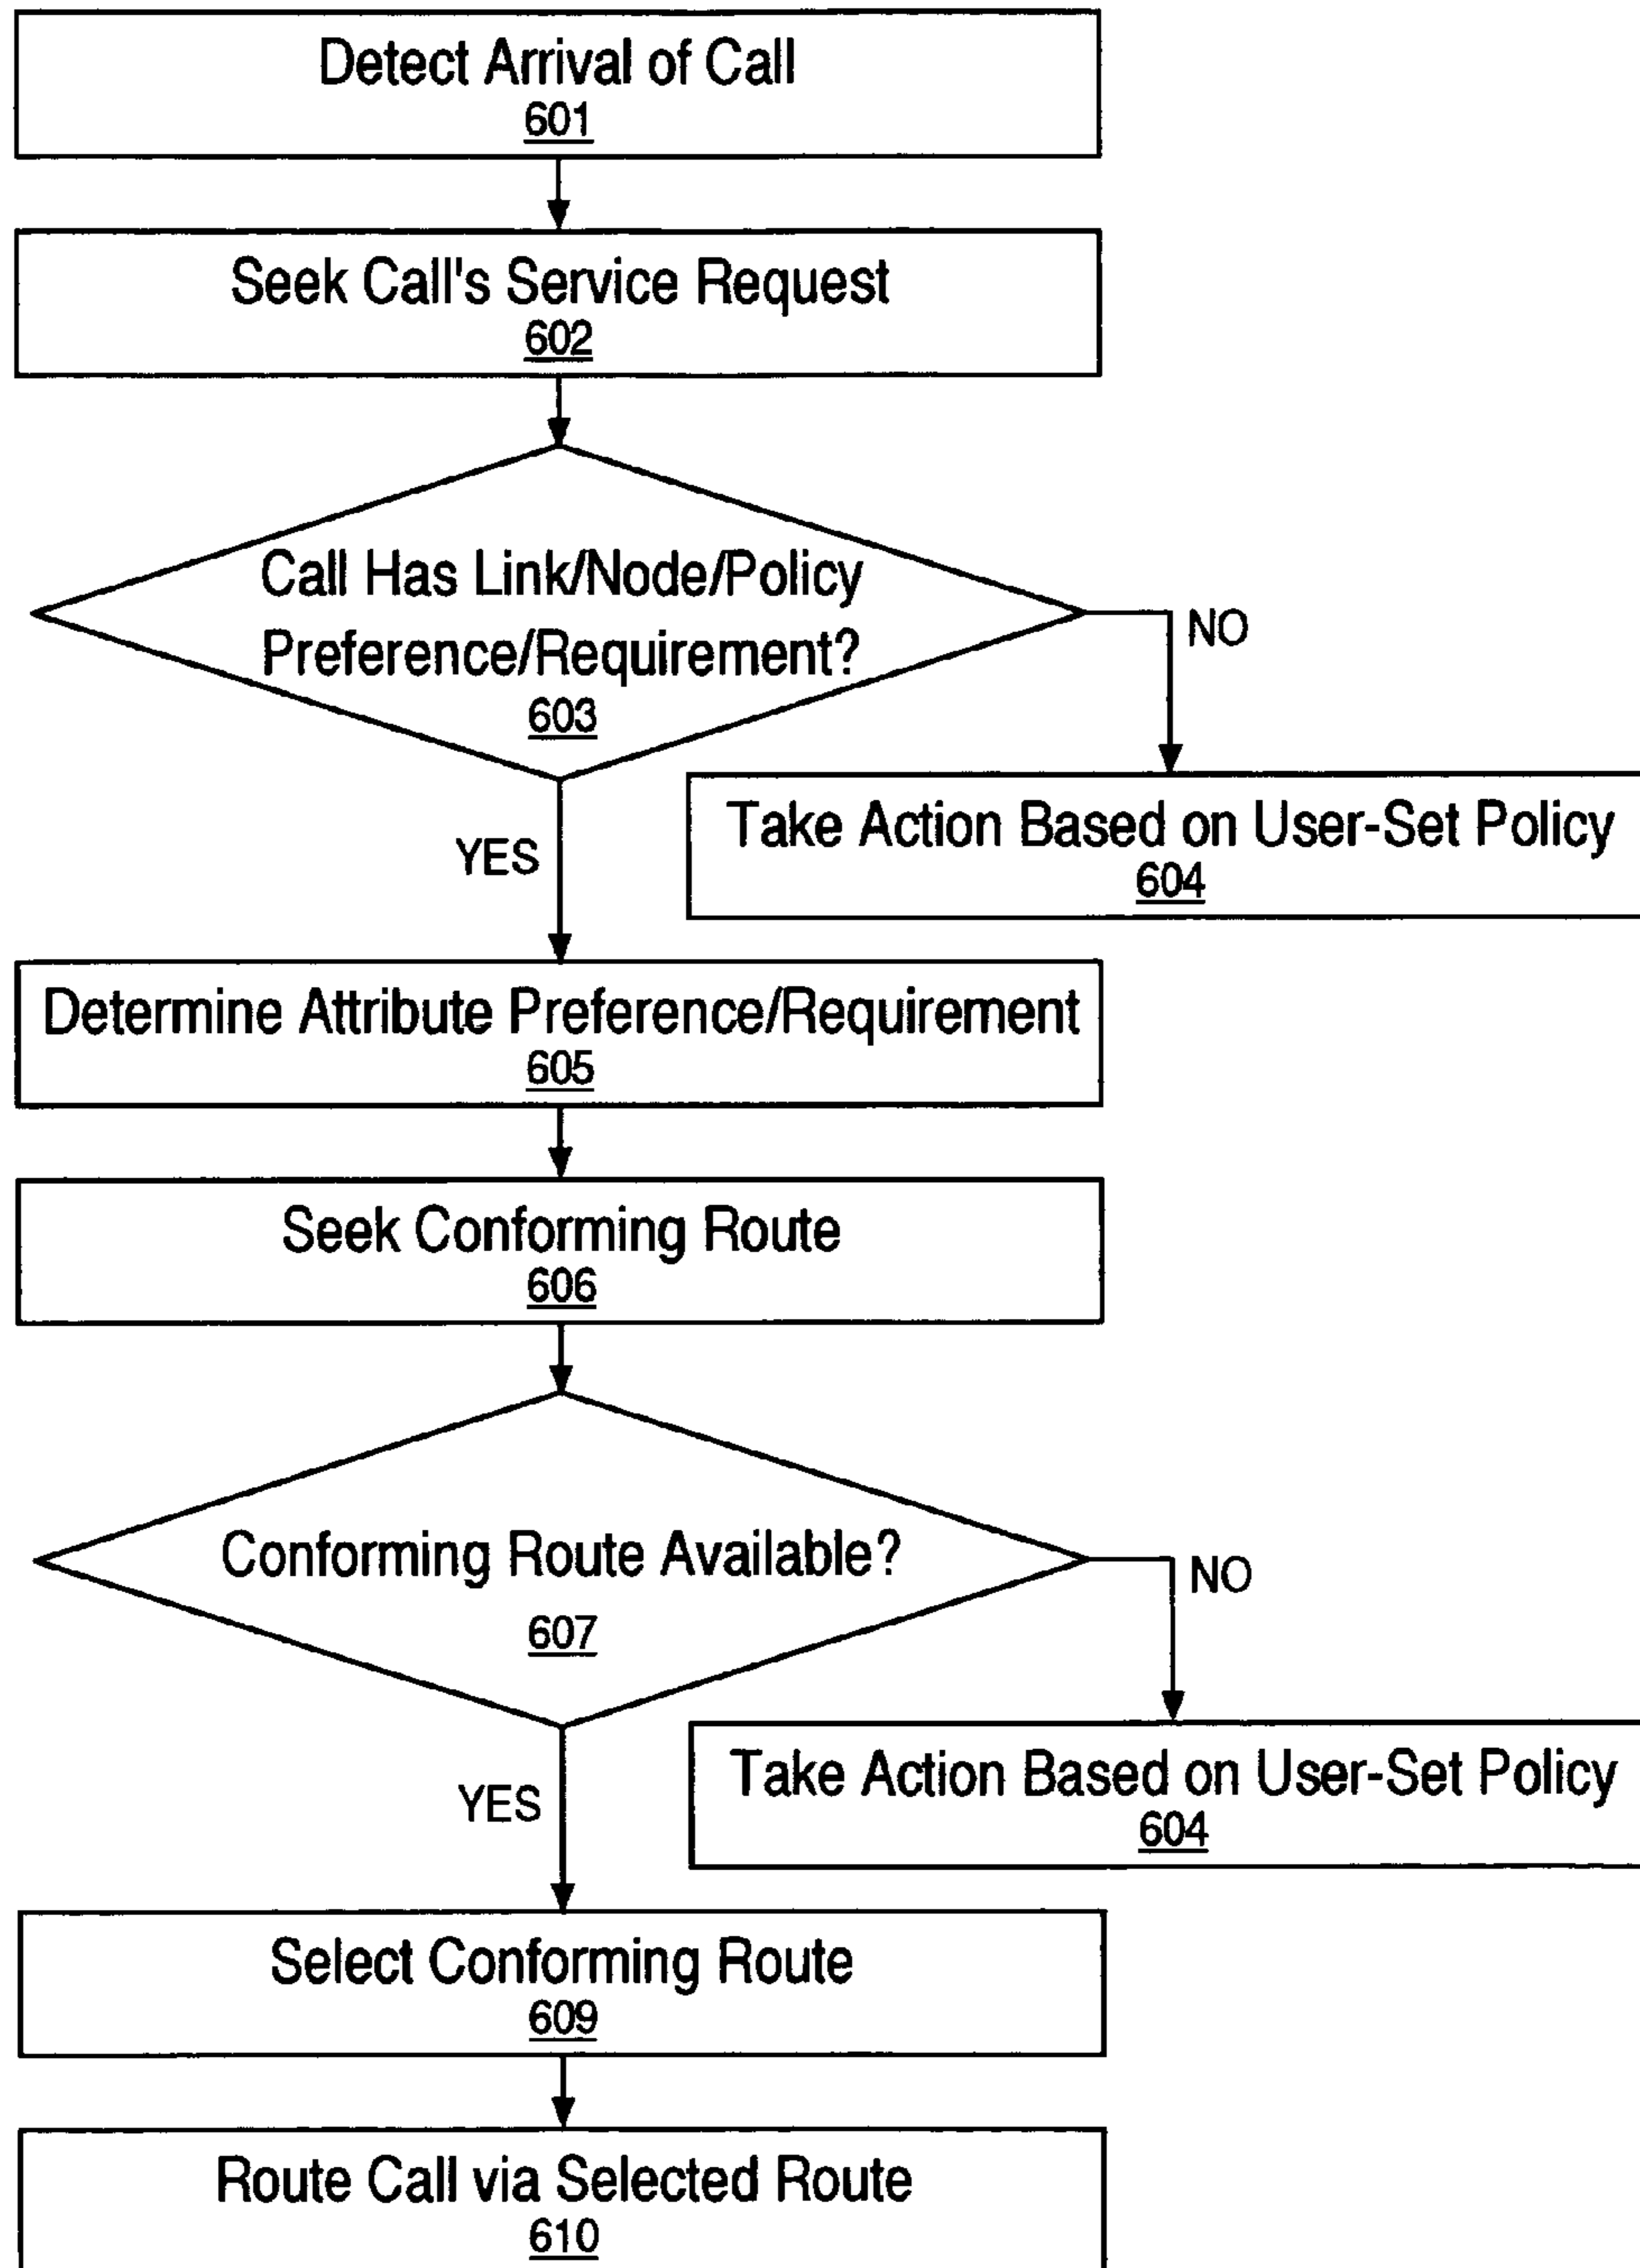 Detect Arrival of Call
601
Seek Call's Service Request
602
Call Has Link/Node/Policy
Preference/Requirement?
603
NO
Take Action Based on User-Set Policy
604
YES
Determine Attribute Preference/Requirement
605
Seek Conforming Route
606
Conforming Route Available?
607
NO
Take Action Based on User-Set Policy
604
YES
Select Conforming Route
609
Route Call via Selected Route
610